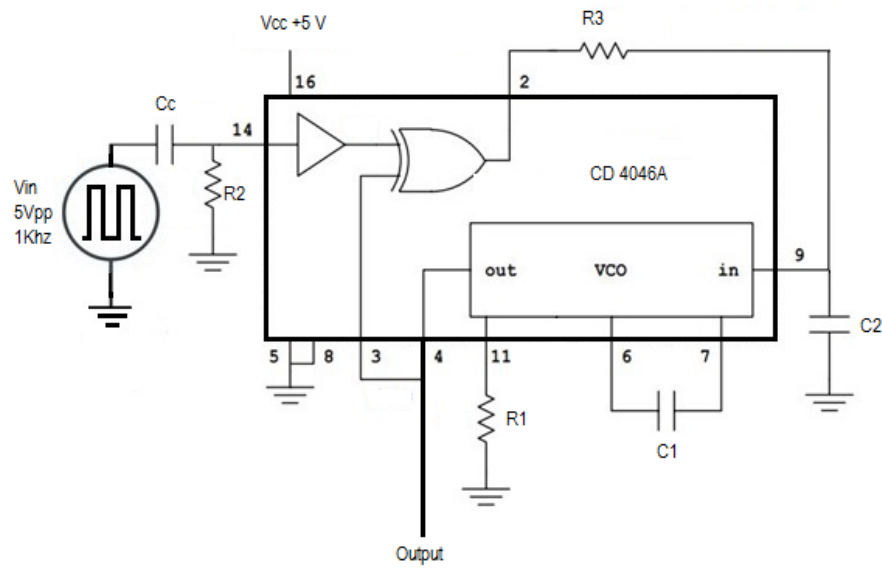 R3
Vcc +5 V
16
2
Cc
14
CD 4046A
Vin
5Vpp
1Khz
R2
9
out
VCO
in
C2
5
8
3
4
11
6
7
R1
C1
Output